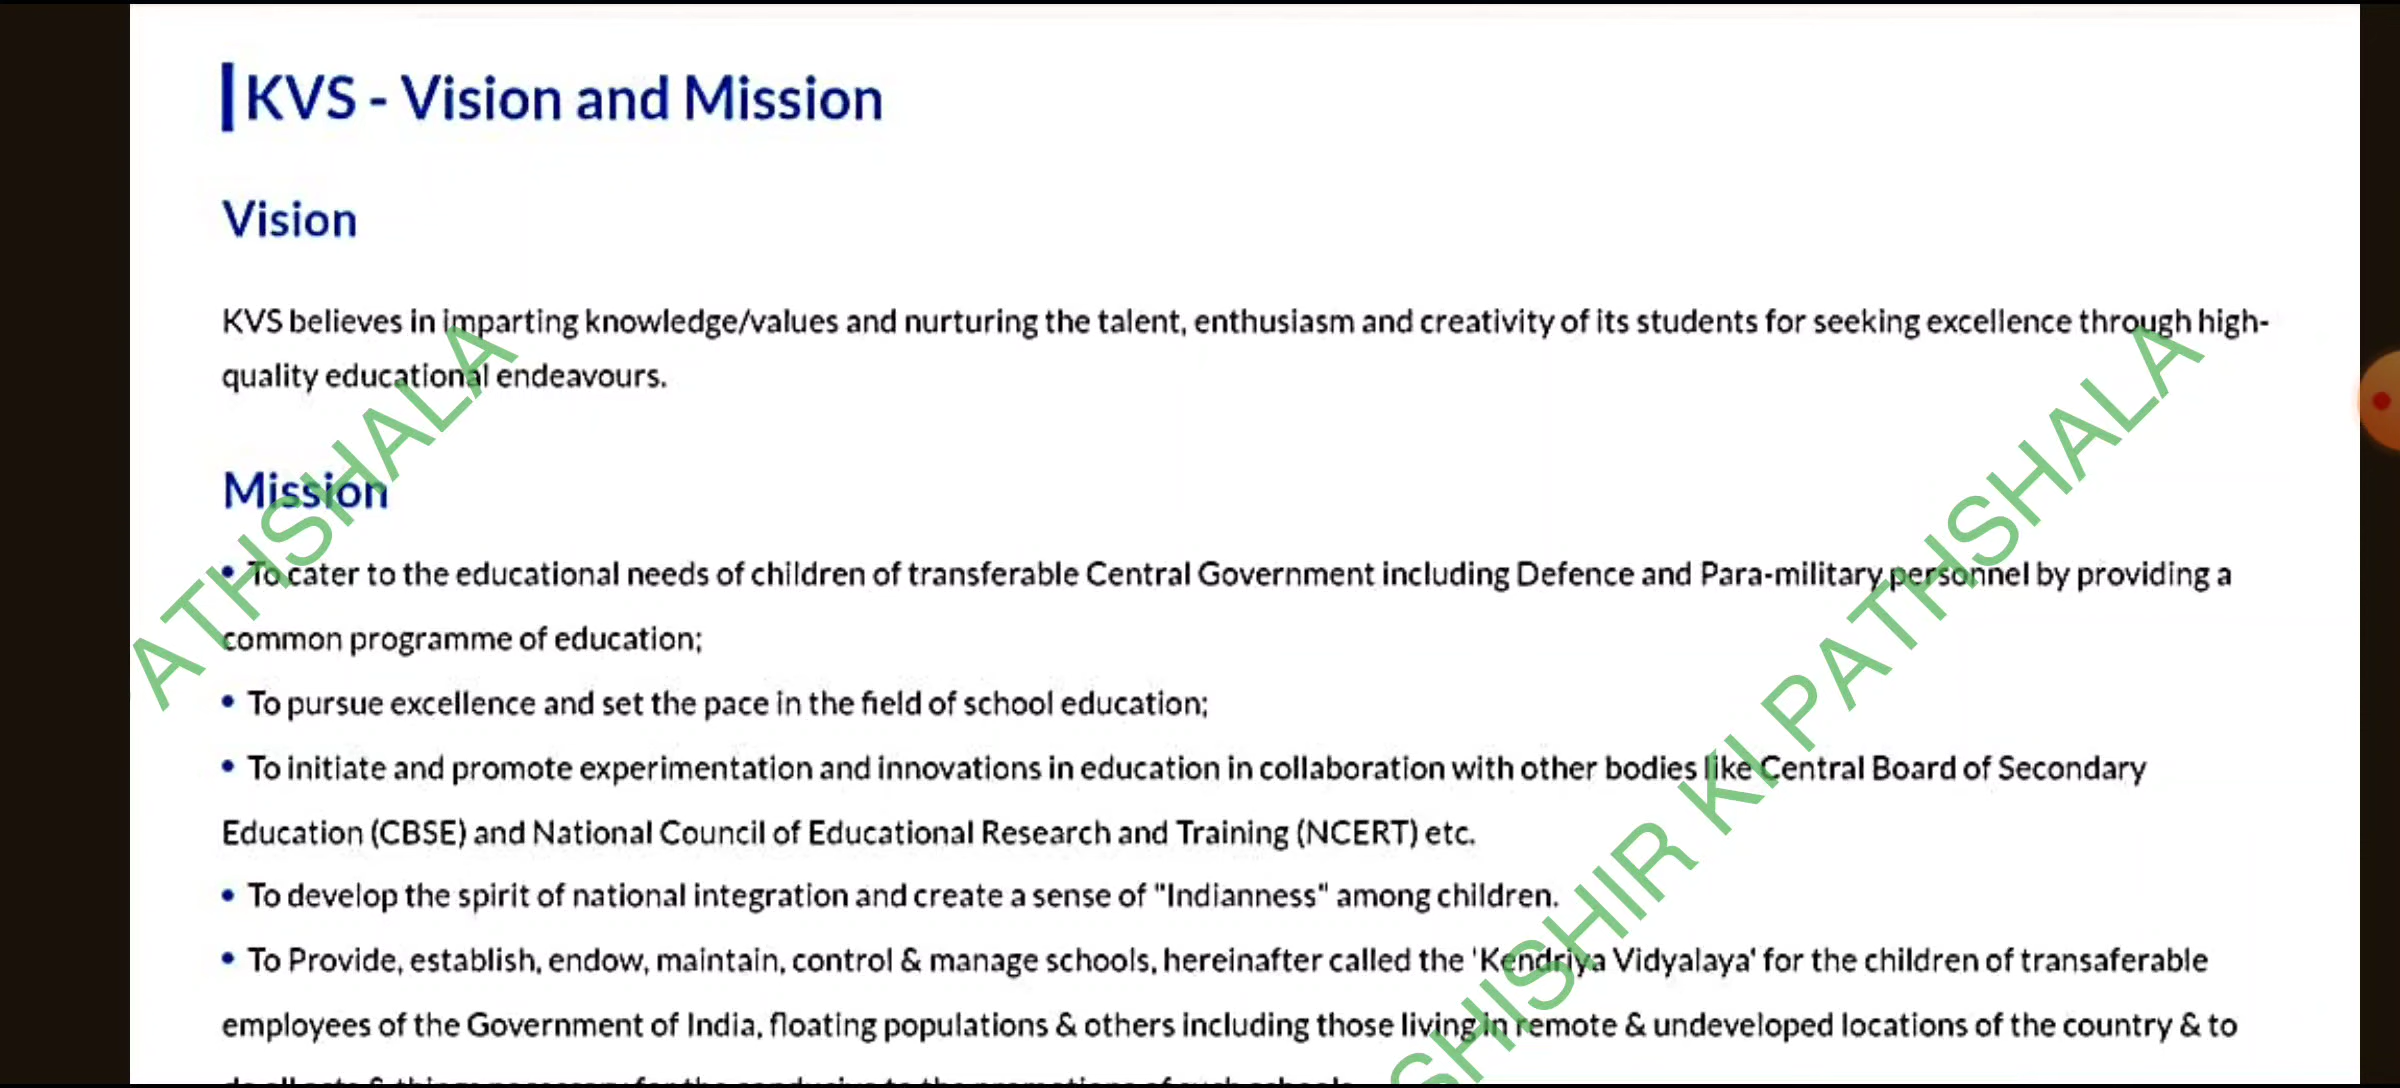 KVS - Vision and Mission
Vision
KVS believes in imparting knowledge/values and nurturing the talent, enthusiasm and creativity of its students for seeking excellence through high-
quality educational endeavours.
Mission
• To cater to the educational needs of children of transferable Central Government including Defence and Para-military personnel by providing a
common programme of education;
• To pursue excellence and set the pace in the field of school education;
• To initiate and promote experimentation and innovations in education in collaboration with other bodies like Central Board of Secondary
Education (CBSE) and National Council of Educational Research and Training (NCERT) etc.
• To develop the spirit of national integration and create a sense of "Indianness" among children.
• To Provide, establish, endow, maintain, control & manage schools, hereinafter called the 'Kendriya Vidyalaya' for the children of transaferable
employees of the Government of India, floating populations & others including those living in remote & undeveloped locations of the country & to
ATHSHALA
SHISHIR KI PATHSHALA